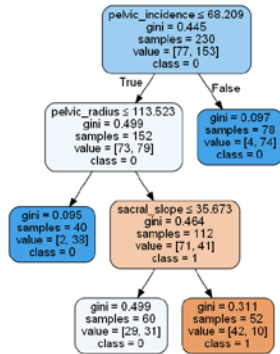 pelvic_incidence ≤ 68.209
gini = 0.445
samples = 230
value = [77, 153]
class = 0
True
False
pelvic_radius ≤ 113.523
gini = 0.499
samples = 152
value = [73, 79]
class = 0
gini = 0.097
samples = 78
value = [4, 74]
class = 0
gini = 0.095
samples = 40
value = [2, 38]
class = 0
sacral_slope ≤ 35.673
gini = 0.464
samples = 112
value = [71, 41]
class = 1
gini = 0.499
samples = 60
value = [29, 31]
class = 0
gini = 0.311
samples = 52
value = [42, 10]
class = 1